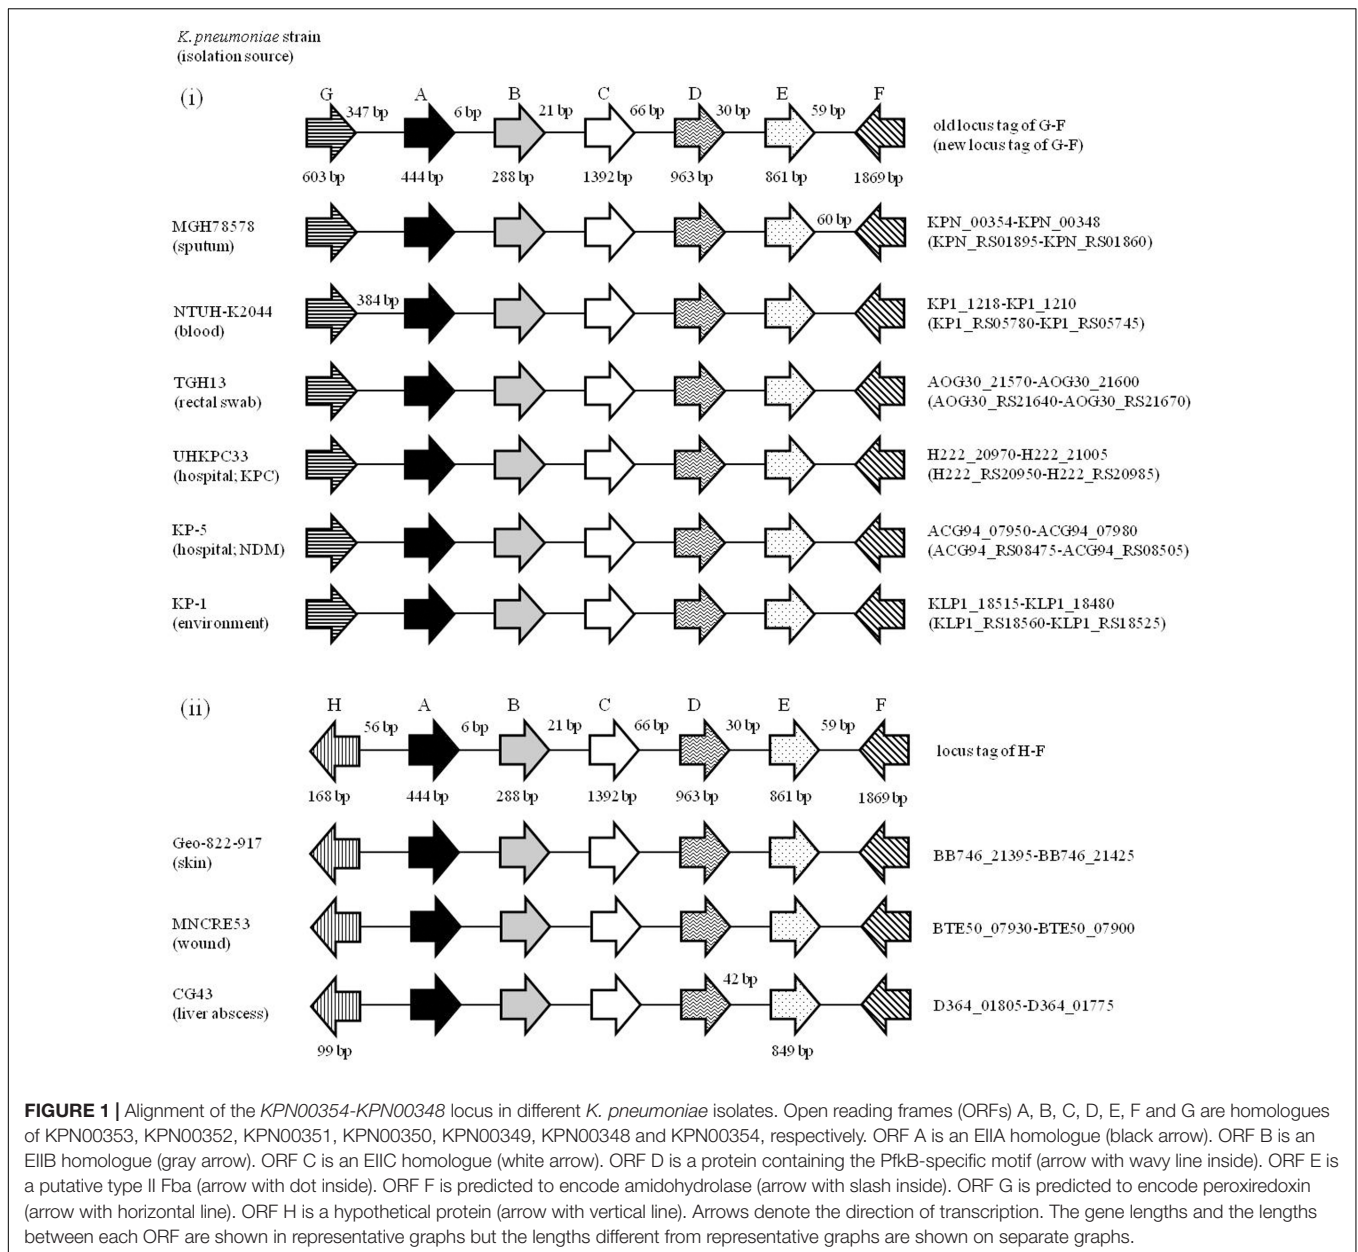 K. pneumoniae strain
(isolation source)
(i)
G A B C D E F
347 bp 6 bp 21 bp 66 bp 30 bp 59 bp
old locus tag of G-F
(new locus tag of G-F)
603 bp 444 bp 288 bp 1392 bp 963 bp 861 bp 1869 bp
MGH78578
(sputum)
60 bp
KPN_00354-KPN_00348
(KPN_RS01895-KPN_RS01860)
NTUH-K2044
(blood)
384 bp
KP1_1218-KP1_1210
(KP1_RS05780-KP1_RS05745)
TGH13
(rectal swab)
AOG30_21570-AOG30_21600
(AOG30_RS21640-AOG30_RS21670)
UHKPC33
(hospital; KPC)
H222_20970-H222_21005
(H222_RS20950-H222_RS20985)
KP-5
(hospital; NDM)
ACG94_07950-ACG94_07980
(ACG94_RS08475-ACG94_RS08505)
KP-1
(environment)
KLP1_18515-KLP1_18480
(KLP1_RS18560-KLP1_RS18525)
(ii)
H A B C D E F
56 bp 6 bp 21 bp 66 bp 30 bp 59 bp
locus tag of H-F
168 bp 444 bp 288 bp 1392 bp 963 bp 861 bp 1869 bp
Geo-822-917
(skin)
BB746_21395-BB746_21425
MNCRE53
(wound)
BTE50_07930-BTE50_07900
CG43
(liver abscess)
42 bp
D364_01805-D364_01775
99 bp 849 bp
FIGURE 1 | Alignment of the KPN00354-KPN00348 locus in different K. pneumoniae isolates. Open reading frames (ORFs) A, B, C, D, E, F and G are homologues
of KPN00353, KPN00352, KPN00351, KPN00350, KPN00349, KPN00348 and KPN00354, respectively. ORF A is an EIIA homologue (black arrow). ORF B is an
EIIB homologue (gray arrow). ORF C is an EIIC homologue (white arrow). ORF D is a protein containing the PfkB-specific motif (arrow with wavy line inside). ORF E is
a putative type II Fba (arrow with dot inside). ORF F is predicted to encode amidohydrolase (arrow with slash inside). ORF G is predicted to encode peroxiredoxin
(arrow with horizontal line). ORF H is a hypothetical protein (arrow with vertical line). Arrows denote the direction of transcription. The gene lengths and the lengths
between each ORF are shown in representative graphs but the lengths different from representative graphs are shown on separate graphs.